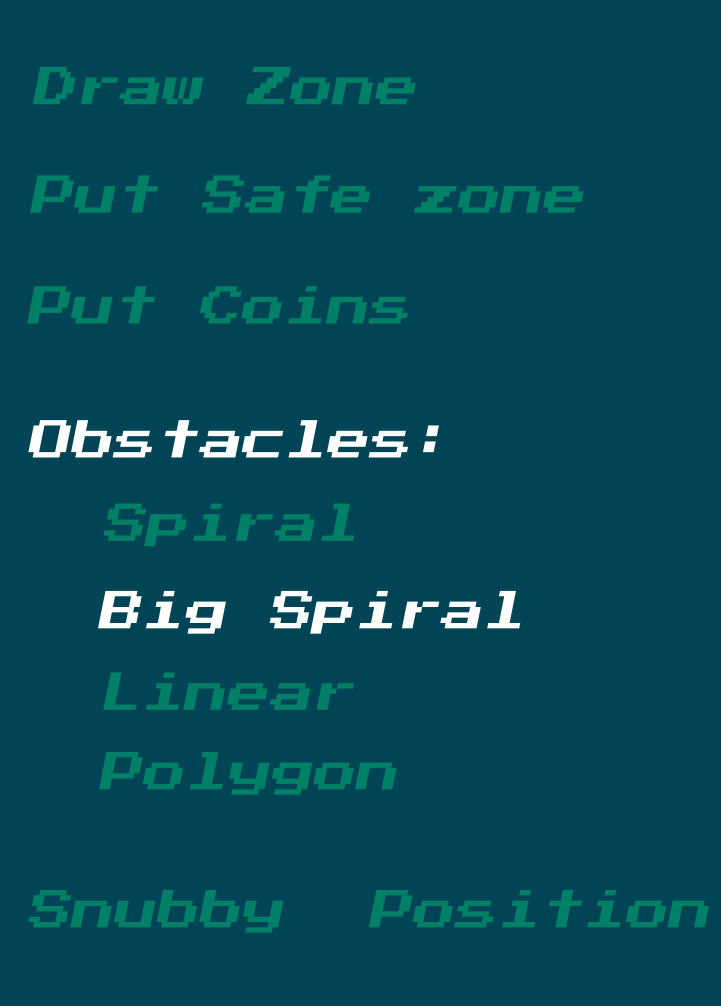 Draw Zone
Put Safe zone
Put Coins
Obstacles:
Spiral
Big Spiral
Linear
Polygon
Snubby  Position